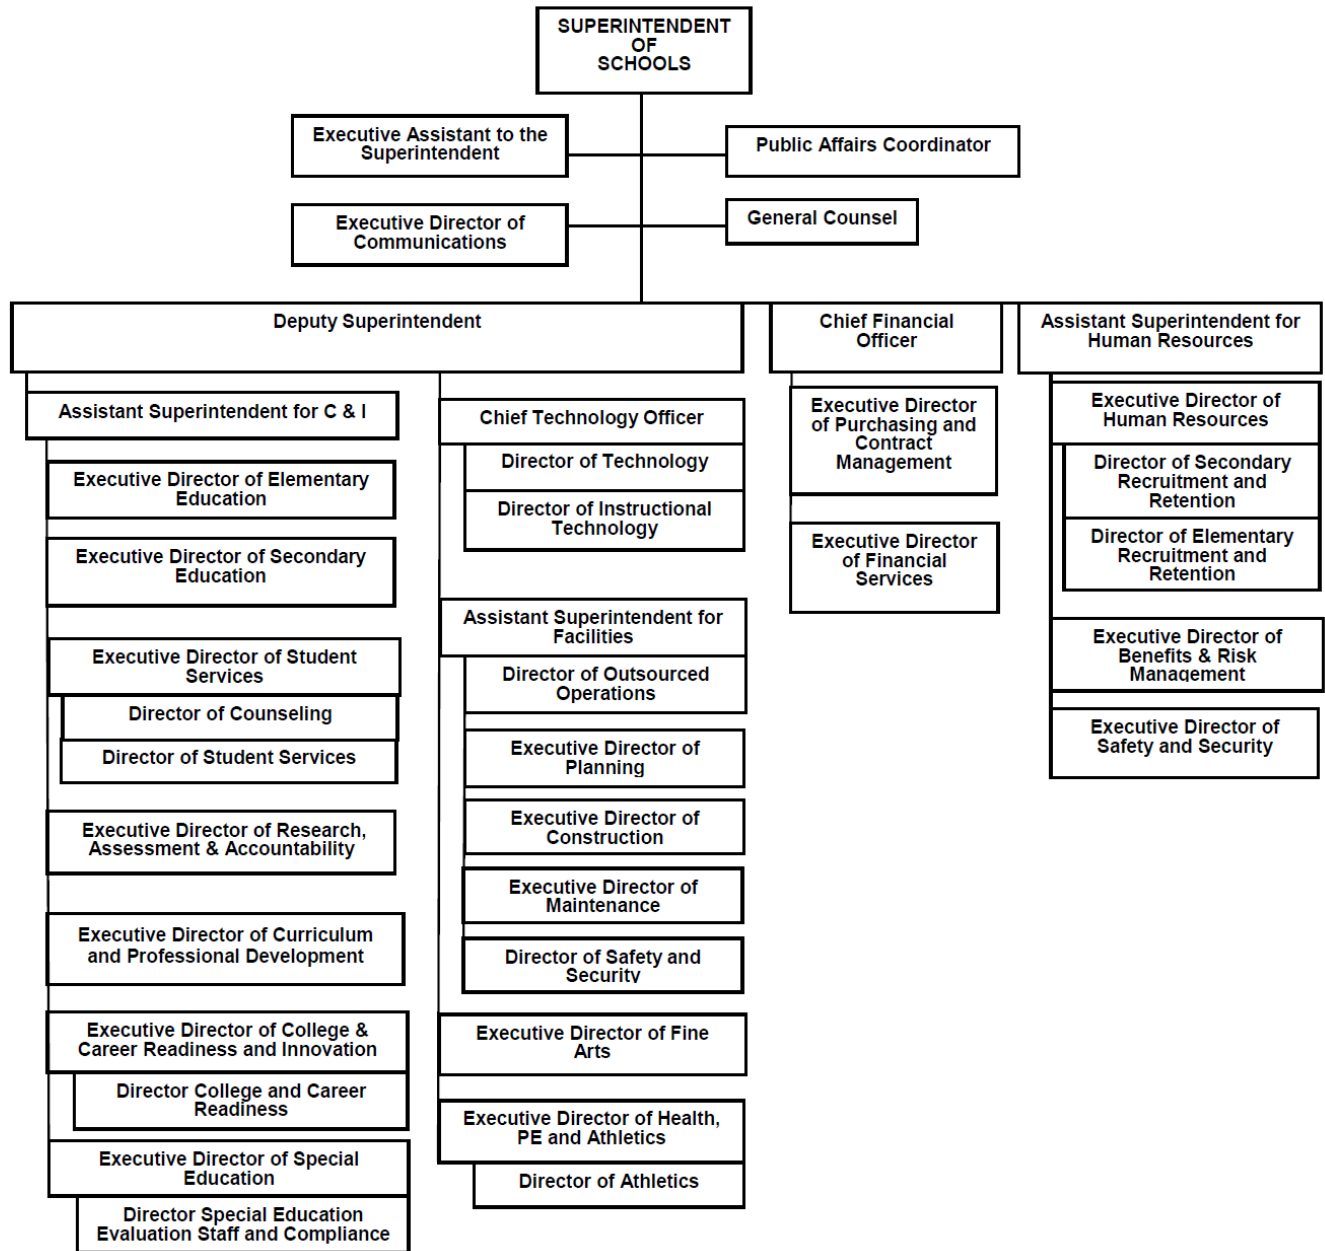 SUPERINTENDENT
OF
SCHOOLS
Executive Assistant to the
Superintendent
Public Affairs Coordinator
Executive Director of
Communications
General Counsel
Deputy Superintendent
Chief Financial
Officer
Assistant Superintendent for
Human Resources
Assistant Superintendent for C & I
Executive Director of Elementary
Education
Executive Director of Secondary
Education
Executive Director of Student
Services
Director of Counseling
Director of Student Services
Executive Director of Research,
Assessment & Accountability
Executive Director of Curriculum
and Professional Development
Executive Director of College &
Career Readiness and Innovation
Director College and Career
Readiness
Executive Director of Special
Education
Director Special Education
Evaluation Staff and Compliance
Chief Technology Officer
Director of Technology
Director of Instructional
Technology
Assistant Superintendent for
Facilities
Director of Outsourced
Operations
Executive Director of
Planning
Executive Director of
Construction
Executive Director of
Maintenance
Director of Safety and
Security
Executive Director of Fine
Arts
Executive Director of Health,
PE and Athletics
Director of Athletics
Executive Director
of Purchasing and
Contract
Management
Executive Director
of Financial
Services
Executive Director of
Human Resources
Director of Secondary
Recruitment and
Retention
Director of Elementary
Recruitment and
Retention
Executive Director of
Benefits & Risk
Management
Executive Director of
Safety and Security